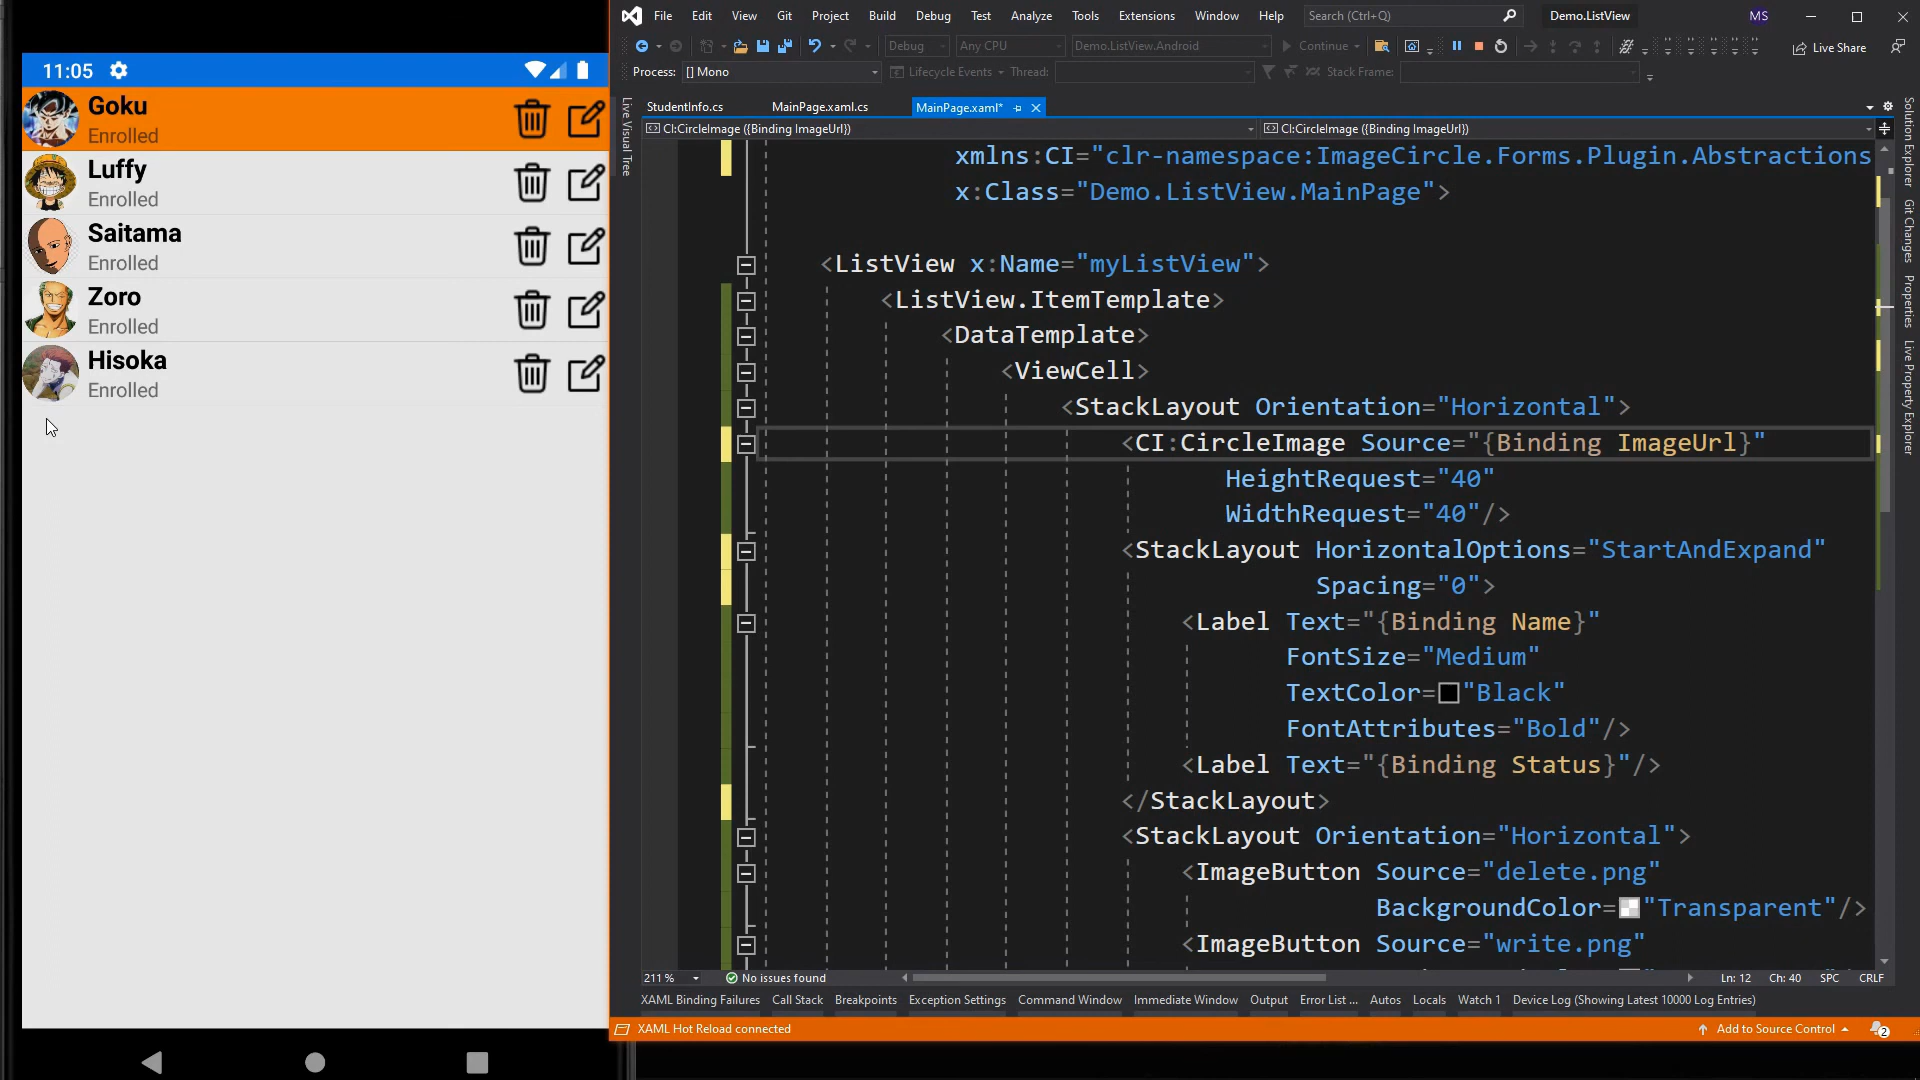 11:05
Goku
Enrolled
Luffy
Enrolled
Saitama
Enrolled
Zoro
Enrolled
Hisoka
Enrolled
File Edit View Git Project Build Debug Test Analyze Tools Extensions Window Help Search (Ctrl+Q) Demo.ListView MS
Debug Any CPU Demo.ListView.Android Continue Live Share
Process: [] Mono Lifecycle Events Thread: Stack Frame:
StudentInfo.cs MainPage.xaml.cs MainPage.xaml*
CI:CircleImage ({Binding ImageUrl}) CI:CircleImage ({Binding ImageUrl})
Live Visual Tree
xmlns:CI="clr-namespace:ImageCircle.Forms.Plugin.Abstractions
x:Class="Demo.ListView.MainPage">
<ListView x:Name="myListView">
<ListView.ItemTemplate>
<DataTemplate>
<ViewCell>
<StackLayout Orientation="Horizontal">
<CI:CircleImage Source="{Binding ImageUrl}"
HeightRequest="40"
WidthRequest="40"/>
<StackLayout HorizontalOptions="StartAndExpand"
Spacing="0">
<Label Text="{Binding Name}"
FontSize="Medium"
TextColor="Black"
FontAttributes="Bold"/>
<Label Text="{Binding Status}"/>
</StackLayout>
<StackLayout Orientation="Horizontal">
<ImageButton Source="delete.png"
BackgroundColor="Transparent"/>
<ImageButton Source="write.png"
Solution Explorer
Git Changes
Properties
Live Property Explorer
211 % No issues found Ln: 12 Ch: 40 SPC CRLF
XAML Binding Failures Call Stack Breakpoints Exception Settings Command Window Immediate Window Output Error List ... Autos Locals Watch 1 Device Log (Showing Latest 10000 Log Entries)
XAML Hot Reload connected Add to Source Control 2